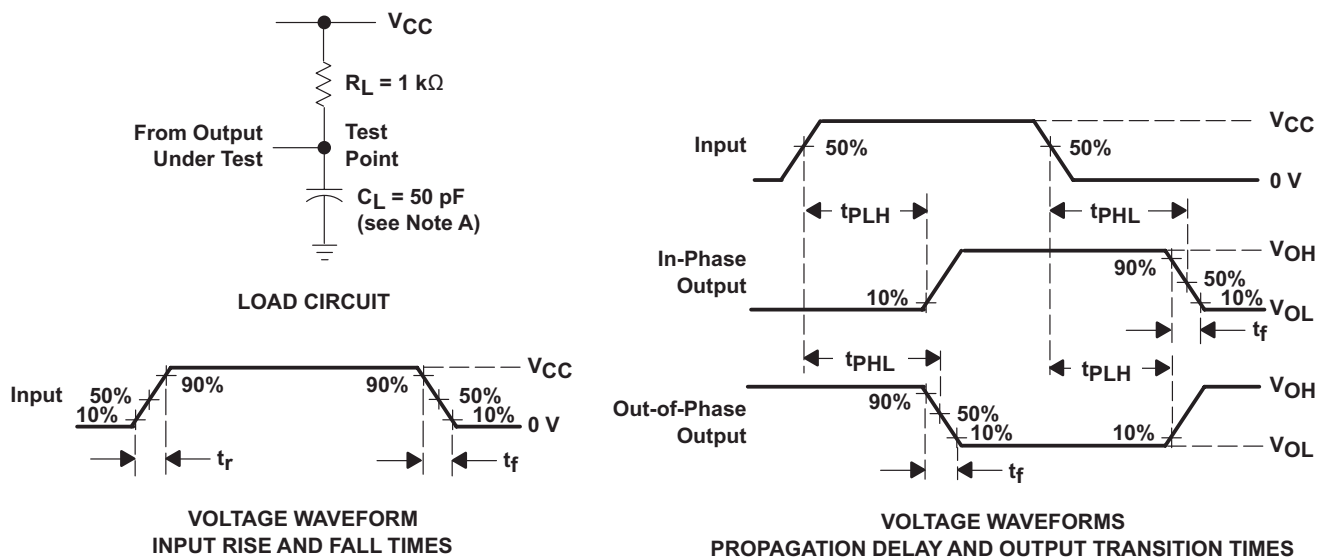 VCC
RL = 1 kΩ
From Output
Under Test
Test
Point
CL = 50 pF
(see Note A)
LOAD CIRCUIT
Input
50%
10%
90%
90%
50%
10%
VCC
0 V
tr
tf
VOLTAGE WAVEFORM
INPUT RISE AND FALL TIMES
Input
50%
50%
VCC
0 V
tPLH
tPHL
In-Phase
Output
10%
90%
50%
10%
VOH
VOL
tf
tPHL
tPLH
Out-of-Phase
Output
90%
50%
10%
10%
VOH
VOL
tf
VOLTAGE WAVEFORMS
PROPAGATION DELAY AND OUTPUT TRANSITION TIMES